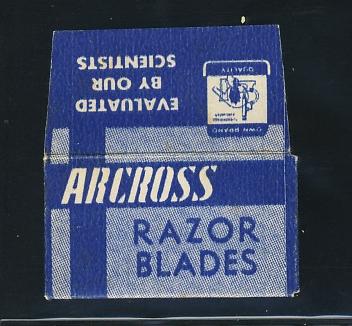 EVALUATED
BY OUR
SCIENTISTS
OWN BRAND
QUALITY
ARCROSS
RAZOR
BLADES